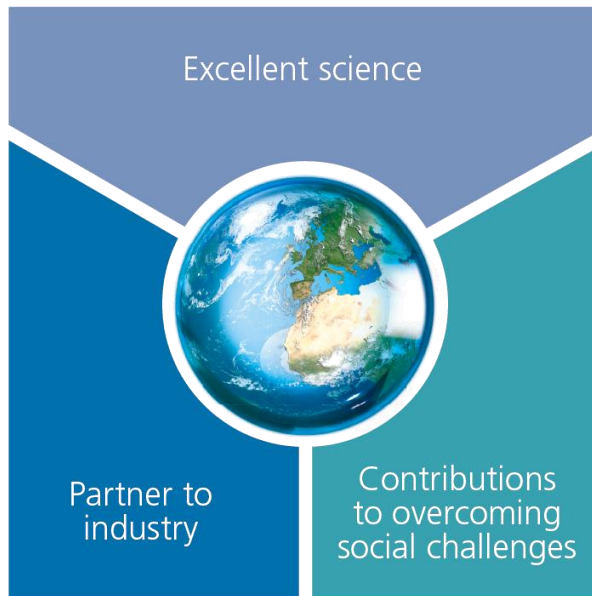 Excellent science
Partner to
industry
Contributions
to overcoming
social challenges